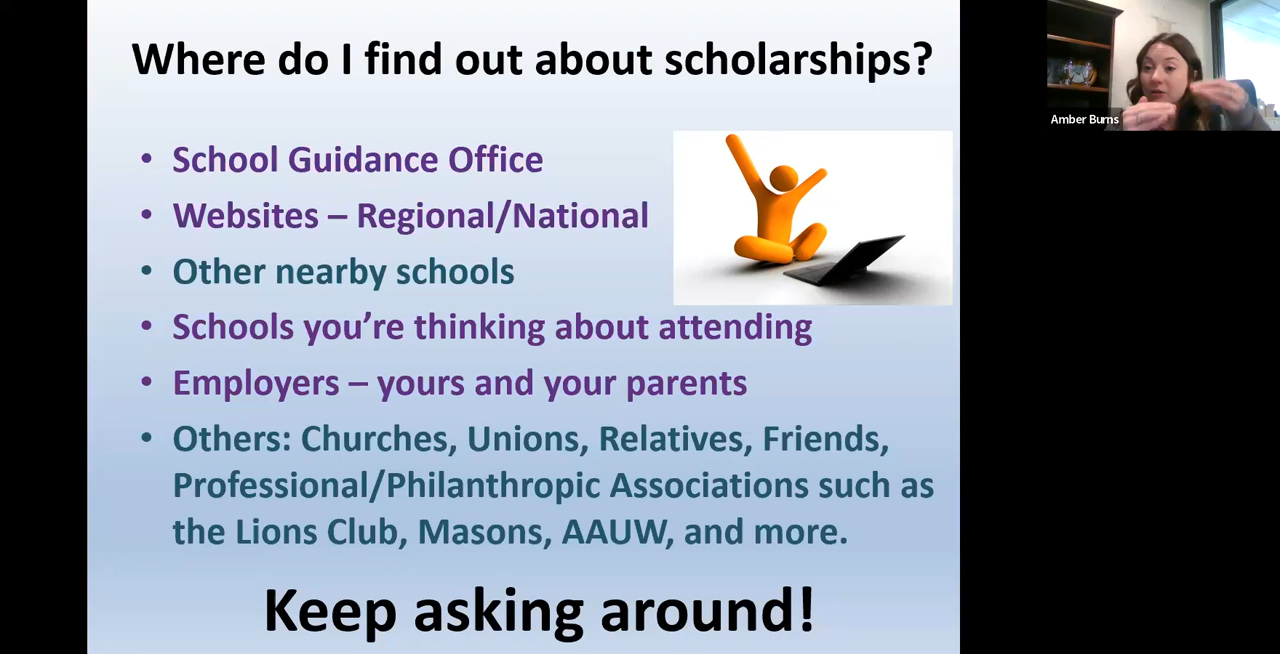 Where do I find out about scholarships?
Amber Burns
• School Guidance Office
• Websites – Regional/National
• Other nearby schools
• Schools you’re thinking about attending
• Employers – yours and your parents
• Others: Churches, Unions, Relatives, Friends,
Professional/Philanthropic Associations such as
the Lions Club, Masons, AAUW, and more.
Keep asking around!